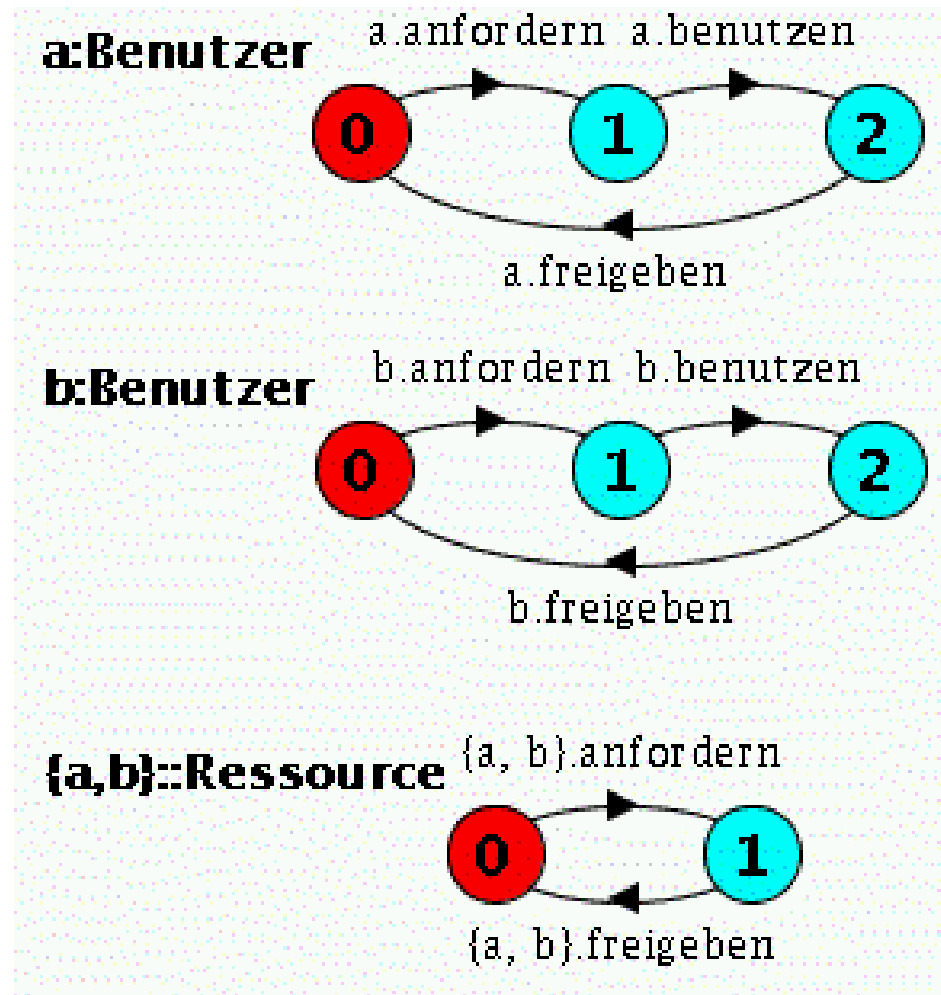 a:Benutzer a.anfordern a.benutzen
0 1 2
a.freigeben
b:Benutzer b.anfordern b.benutzen
0 1 2
b.freigeben
{a,b}::Ressource {a, b}.anfordern
0 1
{a, b}.freigeben